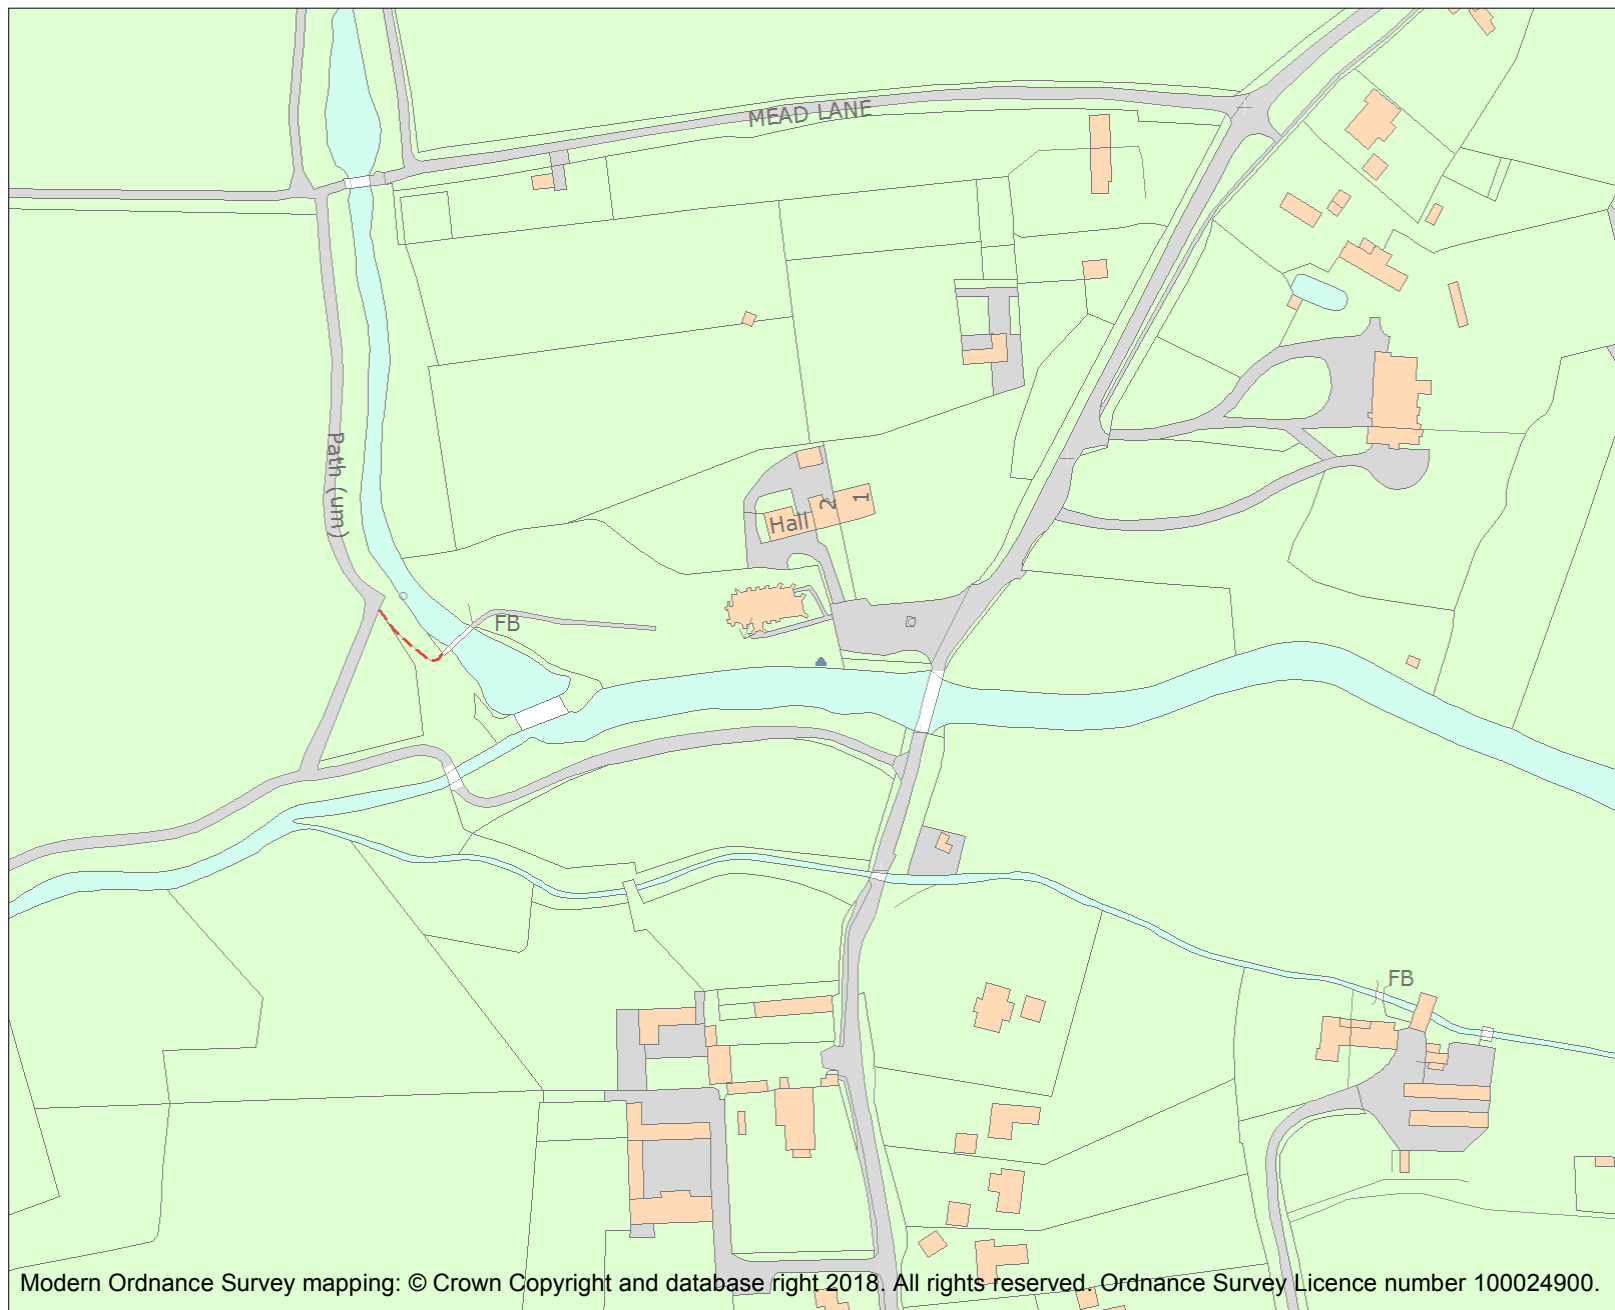 MEAD LANE
Path (um)
2
1
Hall
FB
FB
Modern Ordnance Survey mapping: © Crown Copyright and database right 2018. All rights reserved. Ordnance Survey Licence number 100024900.